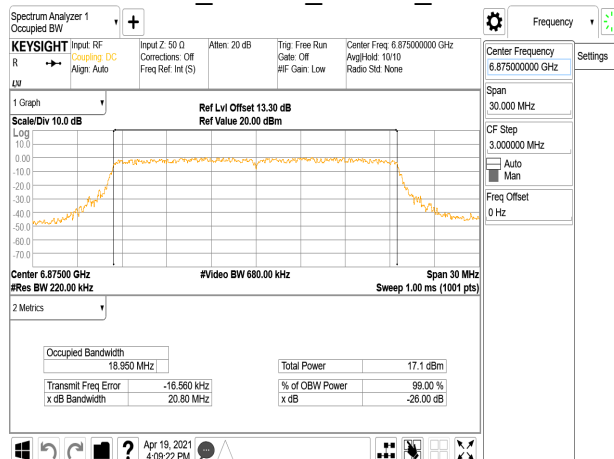 Spectrum Analyzer 1
Occupied BW
Frequency
KEYSIGHT
R
Input: RF
Coupling: DC
Align: Auto
Input Z: 50 Ω
Corrections: Off
Freq Ref: Int (S)
Atten: 20 dB
Trig: Free Run
Gate: Off
#IF Gain: Low
Center Freq: 6.875000000 GHz
Avg|Hold: 10/10
Radio Std: None
Center Frequency
6.875000000 GHz
Settings
Span
30.000 MHz
CF Step
3.000000 MHz
Auto
Man
Freq Offset
0 Hz
1 Graph
Scale/Div 10.0 dB
Ref Lvl Offset 13.30 dB
Ref Value 20.00 dBm
Log
10.0
0.00
-10.0
-20.0
-30.0
-40.0
-50.0
-60.0
-70.0
Center 6.87500 GHz
#Res BW 220.00 kHz
#Video BW 680.00 kHz
Span 30 MHz
Sweep 1.00 ms (1001 pts)
2 Metrics
Occupied Bandwidth
18.950 MHz
Transmit Freq Error -16.560 kHz
x dB Bandwidth 20.80 MHz
Total Power 17.1 dBm
% of OBW Power 99.00 %
x dB -26.00 dB
?
Apr 19, 2021
4:09:22 PM